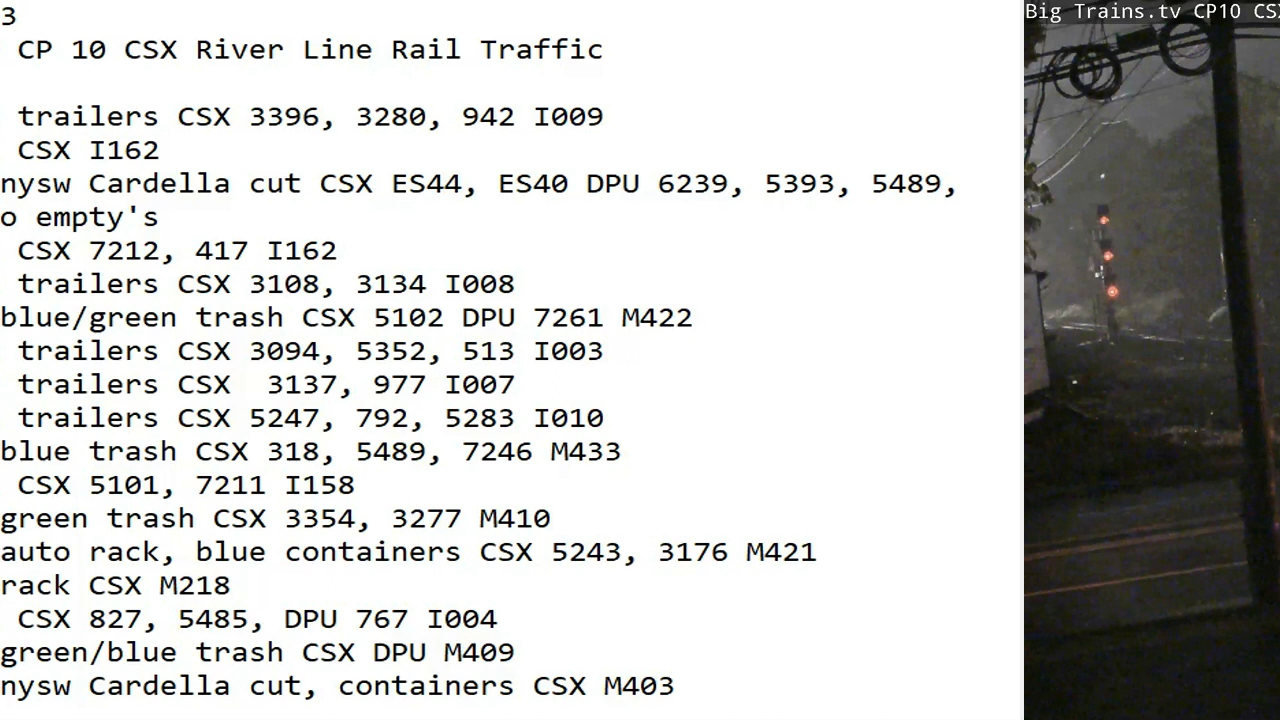 3
CP 10 CSX River Line Rail Traffic
trailers CSX 3396, 3280, 942 I009
CSX I162
nysw Cardella cut CSX ES44, ES40 DPU 6239, 5393, 5489,
o empty's
CSX 7212, 417 I162
trailers CSX 3108, 3134 I008
blue/green trash CSX 5102 DPU 7261 M422
trailers CSX 3094, 5352, 513 I003
trailers CSX  3137, 977 I007
trailers CSX 5247, 792, 5283 I010
blue trash CSX 318, 5489, 7246 M433
CSX 5101, 7211 I158
green trash CSX 3354, 3277 M410
auto rack, blue containers CSX 5243, 3176 M421
rack CSX M218
CSX 827, 5485, DPU 767 I004
green/blue trash CSX DPU M409
nysw Cardella cut, containers CSX M403
Big Trains.tv CP10 CSX